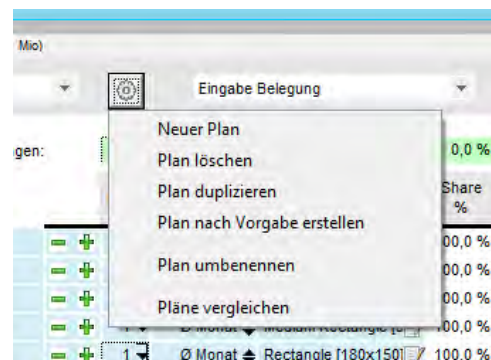 Mio)
Eingabe Belegung
Neuer Plan
gen:
0,0 %
Plan löschen
Plan duplizieren
Share
%
Plan nach Vorgabe erstellen
00,0 %
Plan umbenennen
00,0 %
00,0 %
Pläne vergleichen
00,0 %
1 Ø Monat Rectangle [180x150] 100,0 %